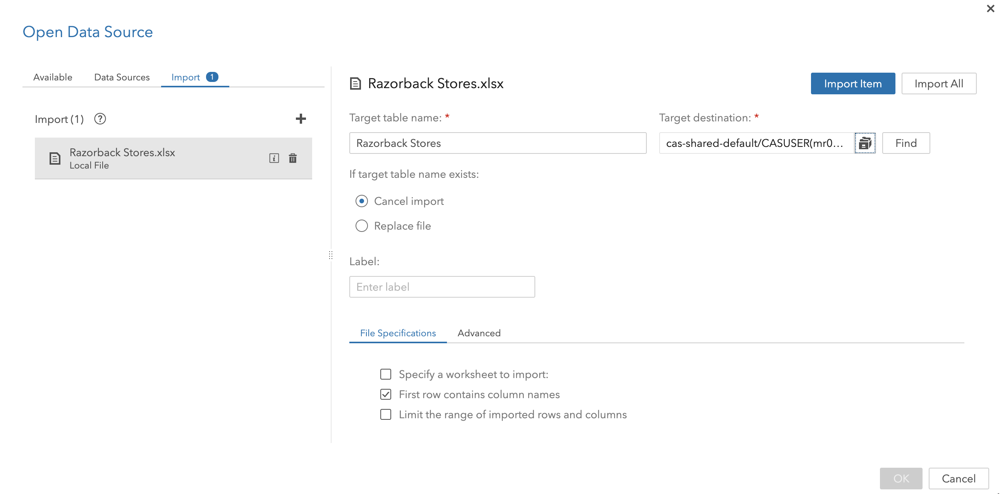 Open Data Source
Available Data Sources Import 1
Import (1) ?
Razorback Stores.xlsx
Local File
Razorback Stores.xlsx
Import Item Import All
Target table name: * Target destination: *
Razorback Stores cas-shared-default/CASUSER(mr0... Find
If target table name exists:
Cancel import
Replace file
Label:
Enter label
File Specifications Advanced
Specify a worksheet to import:
First row contains column names
Limit the range of imported rows and columns
OK Cancel